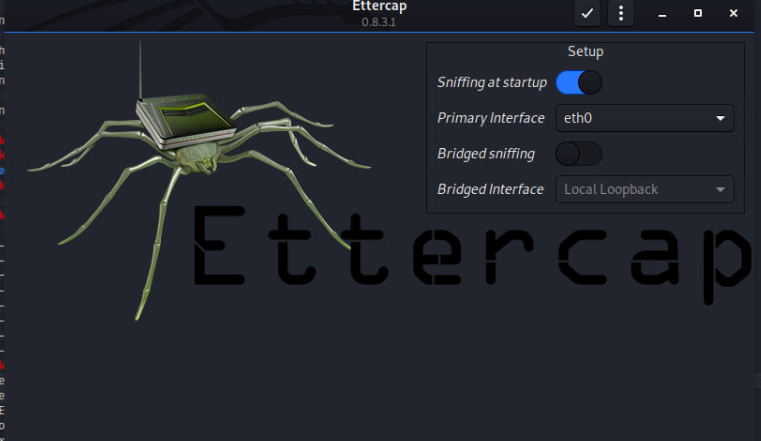 Ettercap
0.8.3.1
Setup
Sniffing at startup
Primary Interface eth0
Bridged sniffing
Bridged Interface Local Loopback
Ettercap